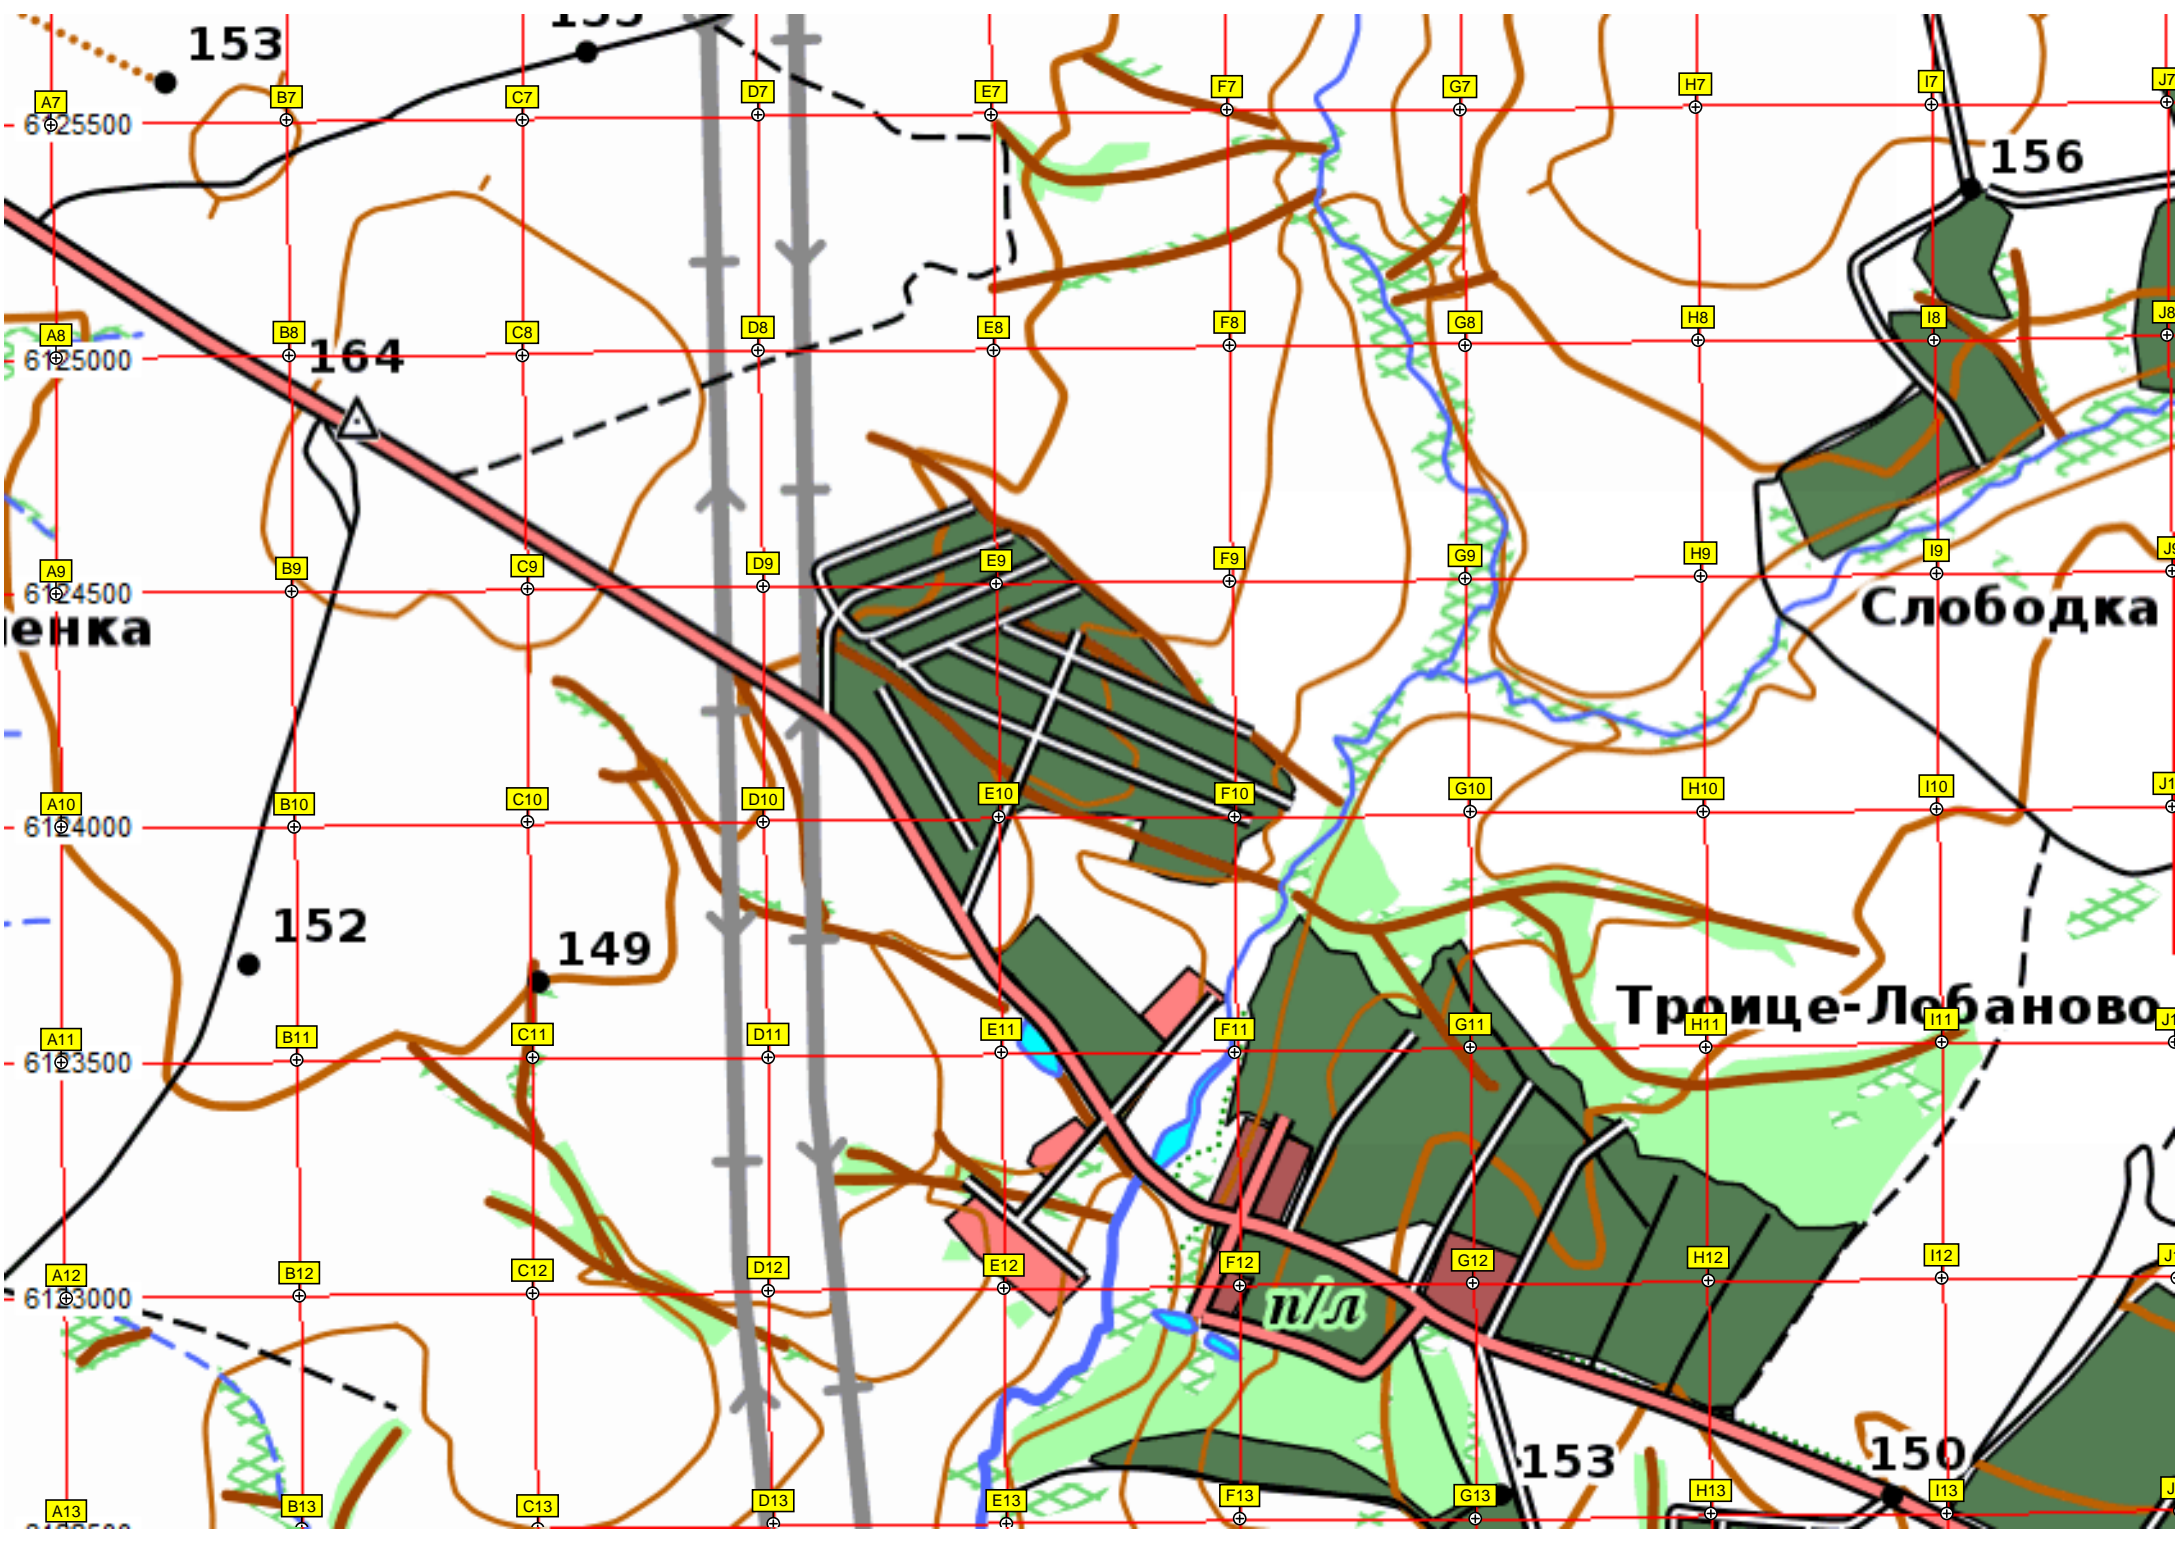 153
A7 B7 C7 D7 E7 F7 G7 H7 I7 J7
6125500
156
A8 B8 C8 D8 E8 F8 G8 H8 I8 J8
6125000
164
A9 B9 C9 D9 E9 F9 G9 H9 I9
6124500
Слободка
енка
A10 B10 C10 D10 E10 F10 G10 H10 I10
6124000
152
149
Троице-Лобаново
A11 B11 C11 D11 E11 F11 G11 H11 I11
6123500
A12 B12 C12 D12 E12 F12 G12 H12 I12
6123000
п/л
153
150
A13 B13 C13 D13 E13 F13 G13 H13 I13